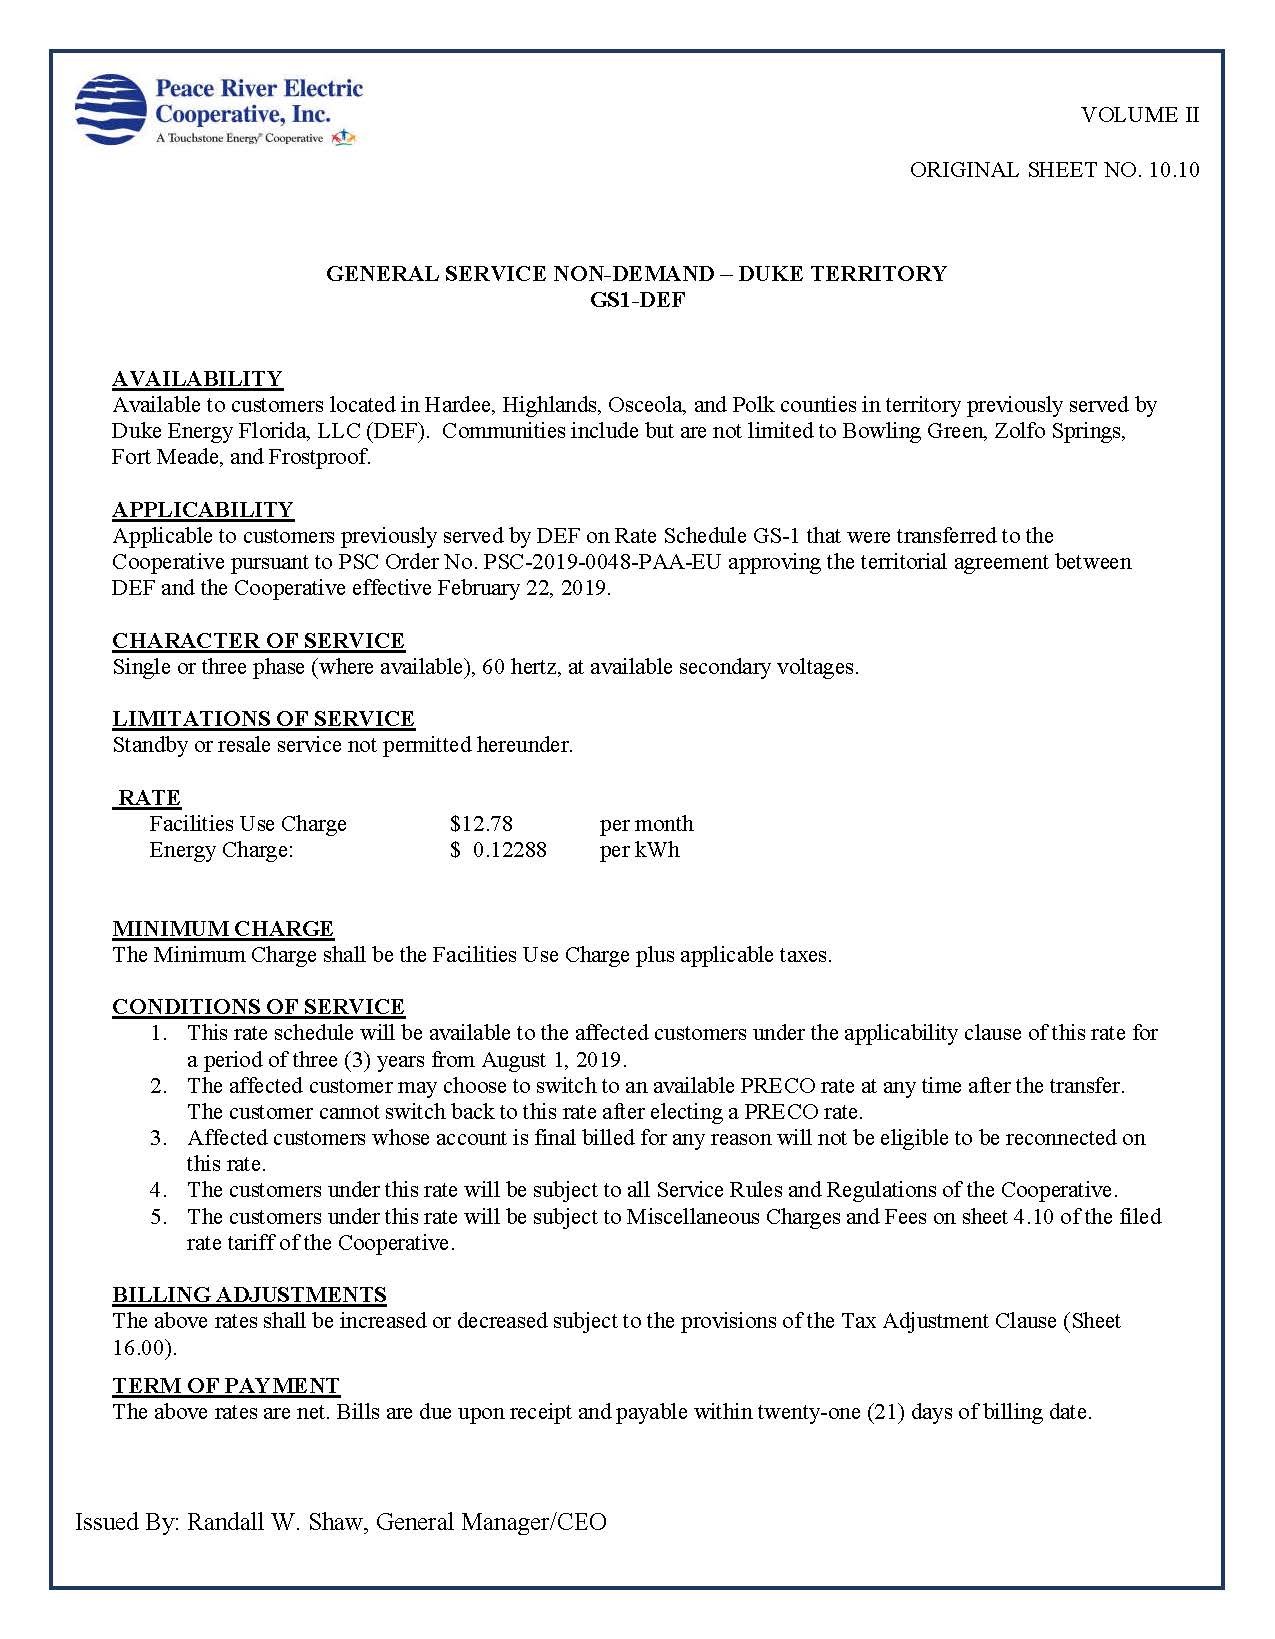 Peace River Electric
Cooperative, Inc.
A Touchstone Energy® Cooperative
VOLUME II
ORIGINAL SHEET NO. 10.10
GENERAL SERVICE NON-DEMAND – DUKE TERRITORY
GS1-DEF
AVAILABILITY
Available to customers located in Hardee, Highlands, Osceola, and Polk counties in territory previously served by
Duke Energy Florida, LLC (DEF).  Communities include but are not limited to Bowling Green, Zolfo Springs,
Fort Meade, and Frostproof.
APPLICABILITY
Applicable to customers previously served by DEF on Rate Schedule GS-1 that were transferred to the
Cooperative pursuant to PSC Order No. PSC-2019-0048-PAA-EU approving the territorial agreement between
DEF and the Cooperative effective February 22, 2019.
CHARACTER OF SERVICE
Single or three phase (where available), 60 hertz, at available secondary voltages.
LIMITATIONS OF SERVICE
Standby or resale service not permitted hereunder.
RATE
Facilities Use Charge $12.78 per month
Energy Charge: $ 0.12288 per kWh
MINIMUM CHARGE
The Minimum Charge shall be the Facilities Use Charge plus applicable taxes.
CONDITIONS OF SERVICE
1. This rate schedule will be available to the affected customers under the applicability clause of this rate for
a period of three (3) years from August 1, 2019.
2. The affected customer may choose to switch to an available PRECO rate at any time after the transfer.
The customer cannot switch back to this rate after electing a PRECO rate.
3. Affected customers whose account is final billed for any reason will not be eligible to be reconnected on
this rate.
4. The customers under this rate will be subject to all Service Rules and Regulations of the Cooperative.
5. The customers under this rate will be subject to Miscellaneous Charges and Fees on sheet 4.10 of the filed
rate tariff of the Cooperative.
BILLING ADJUSTMENTS
The above rates shall be increased or decreased subject to the provisions of the Tax Adjustment Clause (Sheet
16.00).
TERM OF PAYMENT
The above rates are net. Bills are due upon receipt and payable within twenty-one (21) days of billing date.
Issued By: Randall W. Shaw, General Manager/CEO